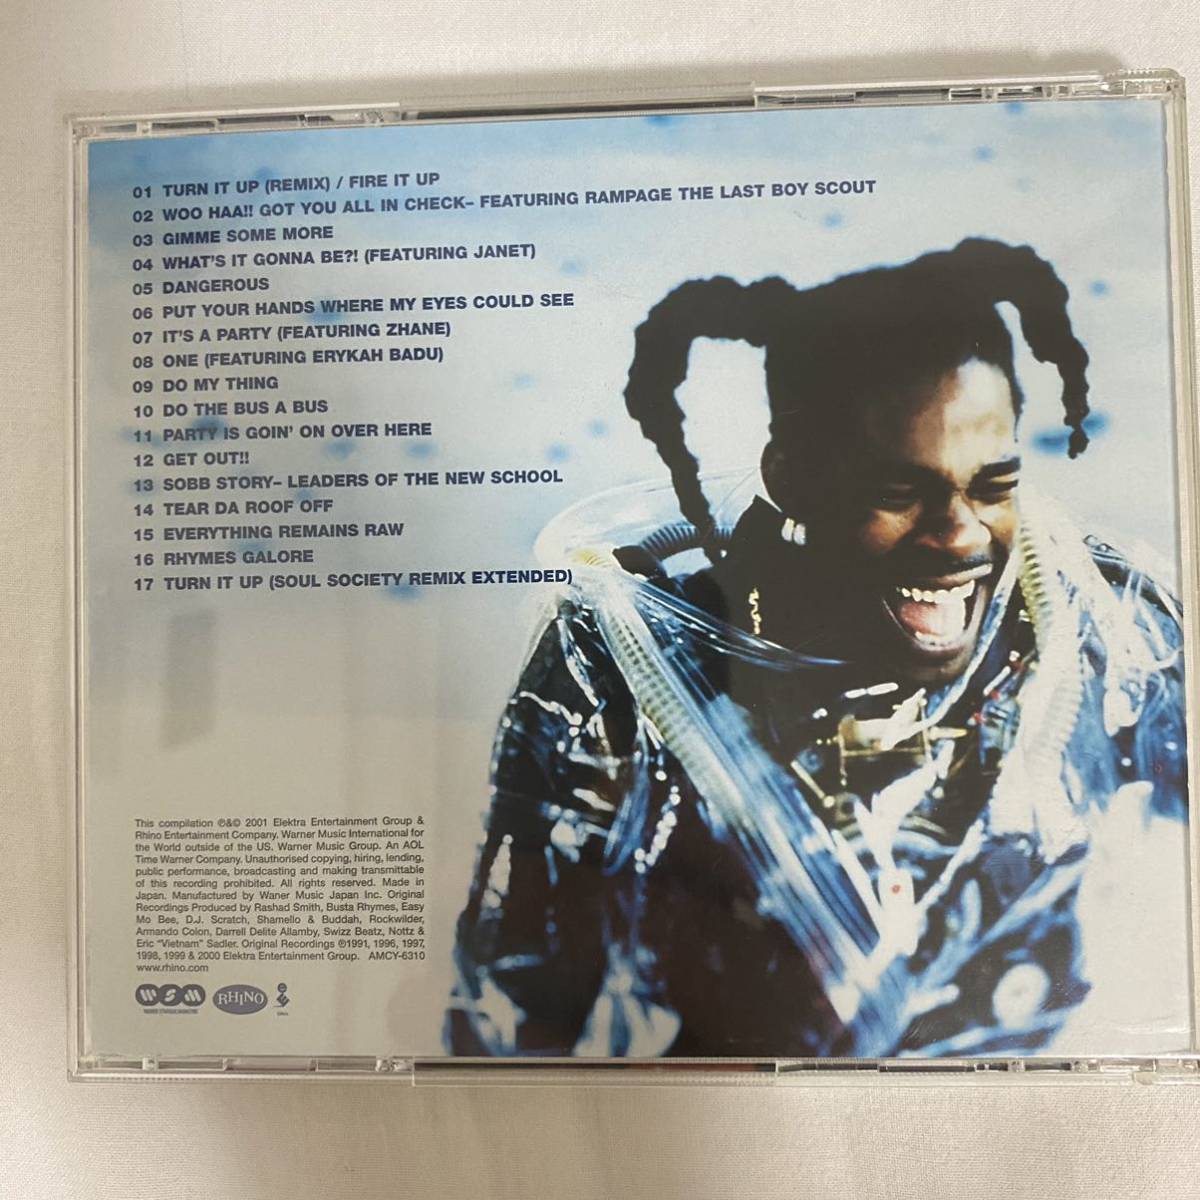 01 TURN IT UP (REMIX) / FIRE IT UP
02 WOO HAA!! GOT YOU ALL IN CHECK– FEATURING RAMPAGE THE LAST BOY SCOUT
03 GIMME SOME MORE
04 WHAT'S IT GONNA BE?! (FEATURING JANET)
05 DANGEROUS
06 PUT YOUR HANDS WHERE MY EYES COULD SEE
07 IT'S A PARTY (FEATURING ZHANE)
08 ONE (FEATURING ERYKAH BADU)
09 DO MY THING
10 DO THE BUS A BUS
11 PARTY IS GOIN' ON OVER HERE
12 GET OUT!!
13 SOBB STORY– LEADERS OF THE NEW SCHOOL
14 TEAR DA ROOF OFF
15 EVERYTHING REMAINS RAW
16 RHYMES GALORE
17 TURN IT UP (SOUL SOCIETY REMIX EXTENDED)
This compilation ℗&© 2001 Elektra Entertainment Group &
Rhino Entertainment Company. Warner Music International for
the World outside of the US. Warner Music Group. An AOL
Time Warner Company. Unauthorised copying, hiring, lending,
public performance, broadcasting and making transmittable
of this recording prohibited. All rights reserved. Made in
Japan. Manufactured by Waner Music Japan Inc. Original
Recordings Produced by Rashad Smith, Busta Rhymes, Easy
Mo Bee, D.J. Scratch, Shamello & Buddah, Rockwilder,
Armando Colon, Darrell Delite Allamby, Swizz Beatz, Nottz &
Eric "Vietnam" Sadler. Original Recordings ℗1991, 1996, 1997,
1998, 1999 & 2000 Elektra Entertainment Group. AMCY-6310
www.rhino.com
WSM RHINO